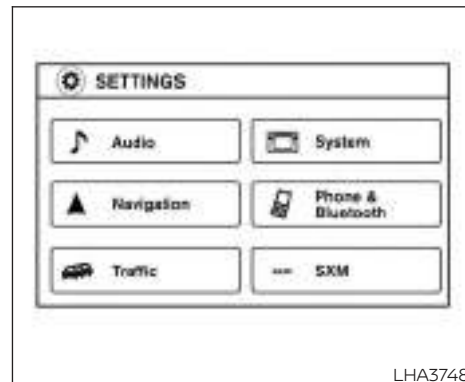 SETTINGS
Audio
System
Navigation
Phone &
Bluetooth
Traffic
SXM
LHA3748